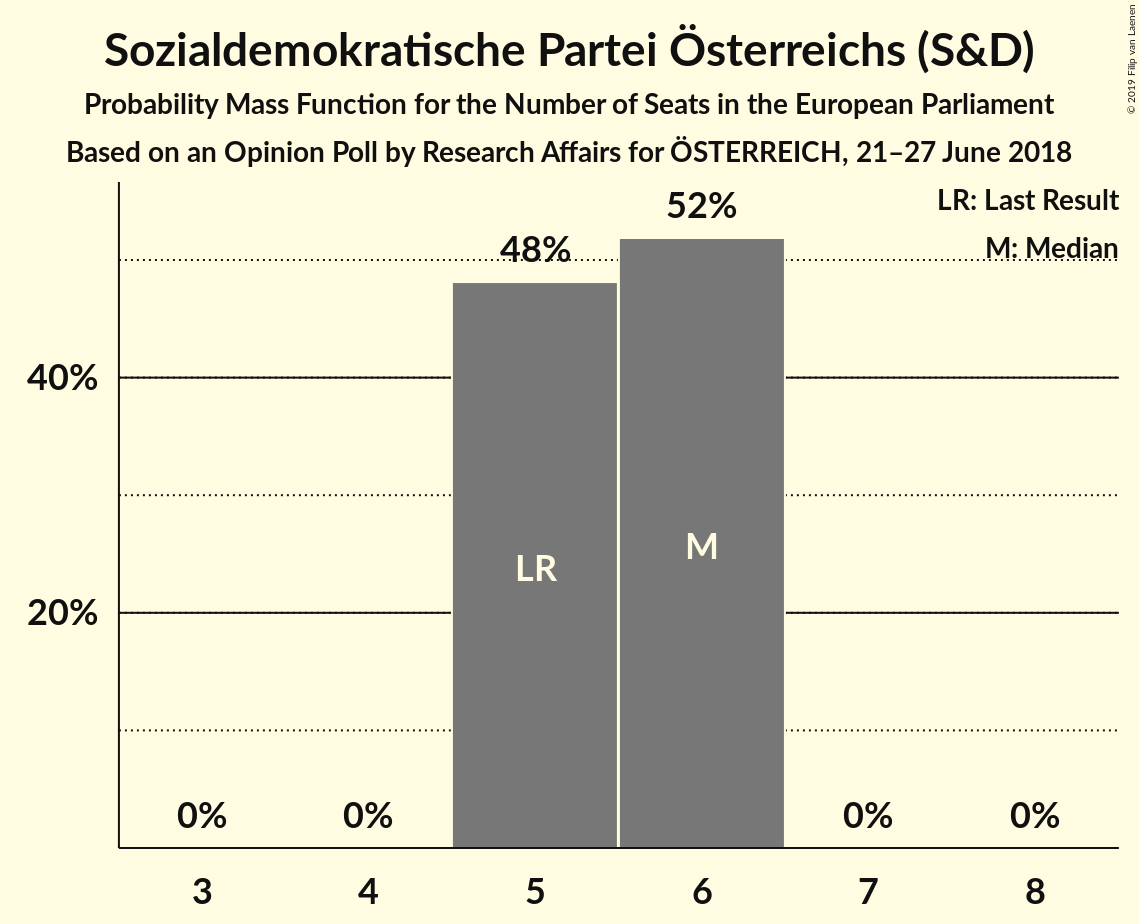 Sozialdemokratische Partei Österreichs (S&D)
Probability Mass Function for the Number of Seats in the European Parliament
Based on an Opinion Poll by Research Affairs for ÖSTERREICH, 21–27 June 2018
© 2019 Filip van Laenen
LR: Last Result
M: Median
52%
48%
40%
20%
LR
M
0%
0%
0%
0%
3
4
5
6
7
8